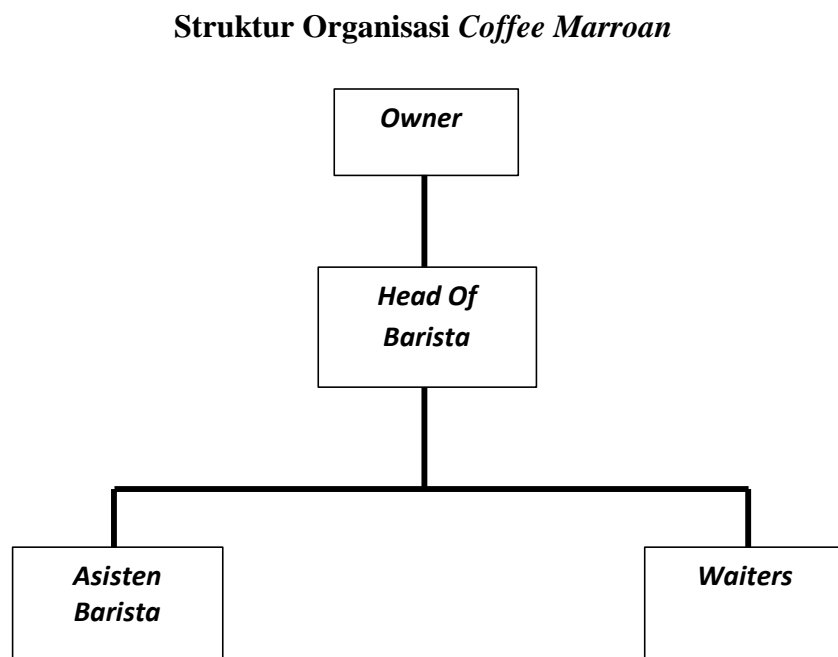 Struktur Organisasi Coffee Marroan
Owner
Head Of
Barista
Asisten
Barista
Waiters